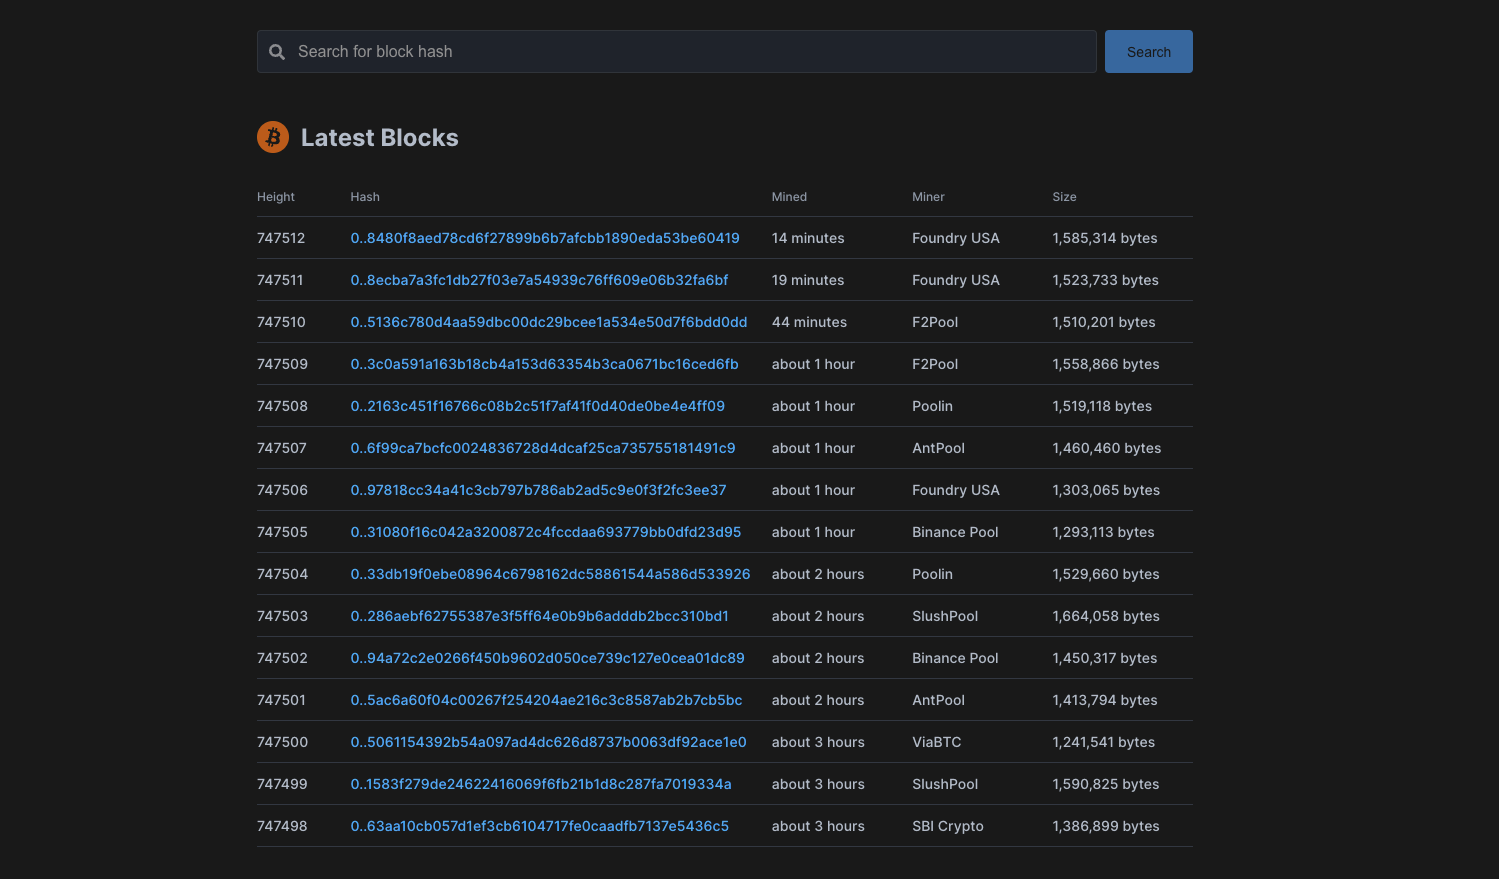 Search for block hash Search
Latest Blocks
Height Hash Mined Miner Size
747512 0..8480f8aed78cd6f27899b6b7afcbb1890eda53be60419 14 minutes Foundry USA 1,585,314 bytes
747511 0..8ecba7a3fc1db27f03e7a54939c76ff609e06b32fa6bf 19 minutes Foundry USA 1,523,733 bytes
747510 0..5136c780d4aa59dbc00dc29bcee1a534e50d7f6bdd0dd 44 minutes F2Pool 1,510,201 bytes
747509 0..3c0a591a163b18cb4a153d63354b3ca0671bc16ced6fb about 1 hour F2Pool 1,558,866 bytes
747508 0..2163c451f16766c08b2c51f7af41f0d40de0be4e4ff09 about 1 hour Poolin 1,519,118 bytes
747507 0..6f99ca7bcfc0024836728d4dcaf25ca735755181491c9 about 1 hour AntPool 1,460,460 bytes
747506 0..97818cc34a41c3cb797b786ab2ad5c9e0f3f2fc3ee37 about 1 hour Foundry USA 1,303,065 bytes
747505 0..31080f16c042a3200872c4fccdaa693779bb0dfd23d95 about 1 hour Binance Pool 1,293,113 bytes
747504 0..33db19f0ebe08964c6798162dc58861544a586d533926 about 2 hours Poolin 1,529,660 bytes
747503 0..286aebf62755387e3f5ff64e0b9b6adddb2bcc310bd1 about 2 hours SlushPool 1,664,058 bytes
747502 0..94a72c2e0266f450b9602d050ce739c127e0cea01dc89 about 2 hours Binance Pool 1,450,317 bytes
747501 0..5ac6a60f04c00267f254204ae216c3c8587ab2b7cb5bc about 2 hours AntPool 1,413,794 bytes
747500 0..5061154392b54a097ad4dc626d8737b0063df92ace1e0 about 3 hours ViaBTC 1,241,541 bytes
747499 0..1583f279de24622416069f6fb21b1d8c287fa7019334a about 3 hours SlushPool 1,590,825 bytes
747498 0..63aa10cb057d1ef3cb6104717fe0caadfb7137e5436c5 about 3 hours SBI Crypto 1,386,899 bytes